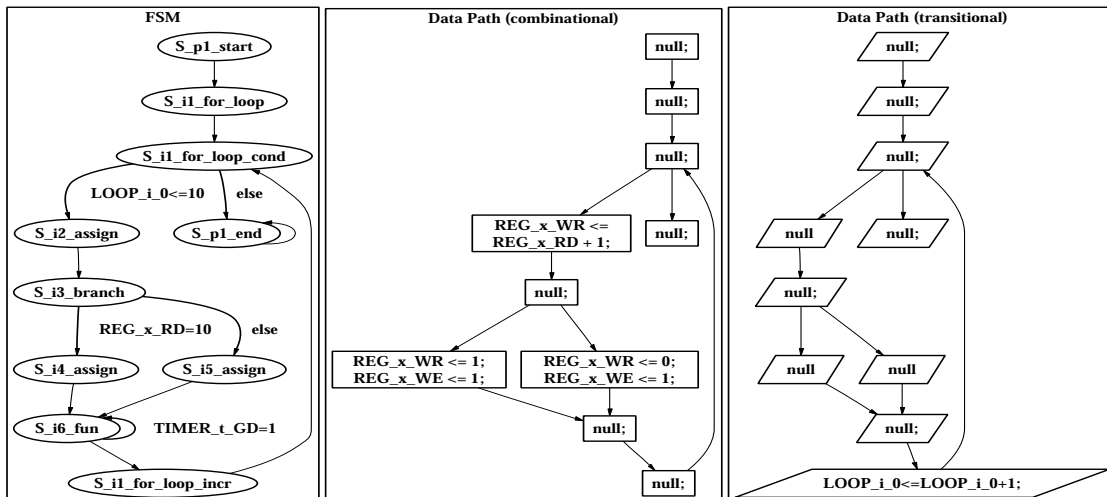 FSM
S_p1_start
S_i1_for_loop
S_i1_for_loop_cond
LOOP_i_0<=10
else
S_i2_assign
S_p1_end
S_i3_branch
REG_x_RD=10
else
S_i4_assign
S_i5_assign
S_i6_fun
TIMER_t_GD=1
S_i1_for_loop_incr
Data Path (combinational)
null;
null;
null;
REG_x_WR <=
REG_x_RD + 1;
null;
null;
REG_x_WR <= 1;
REG_x_WE <= 1;
REG_x_WR <= 0;
REG_x_WE <= 1;
null;
null;
Data Path (transitional)
null;
null;
null;
null
null;
null;
null
null
null;
LOOP_i_0<=LOOP_i_0+1;